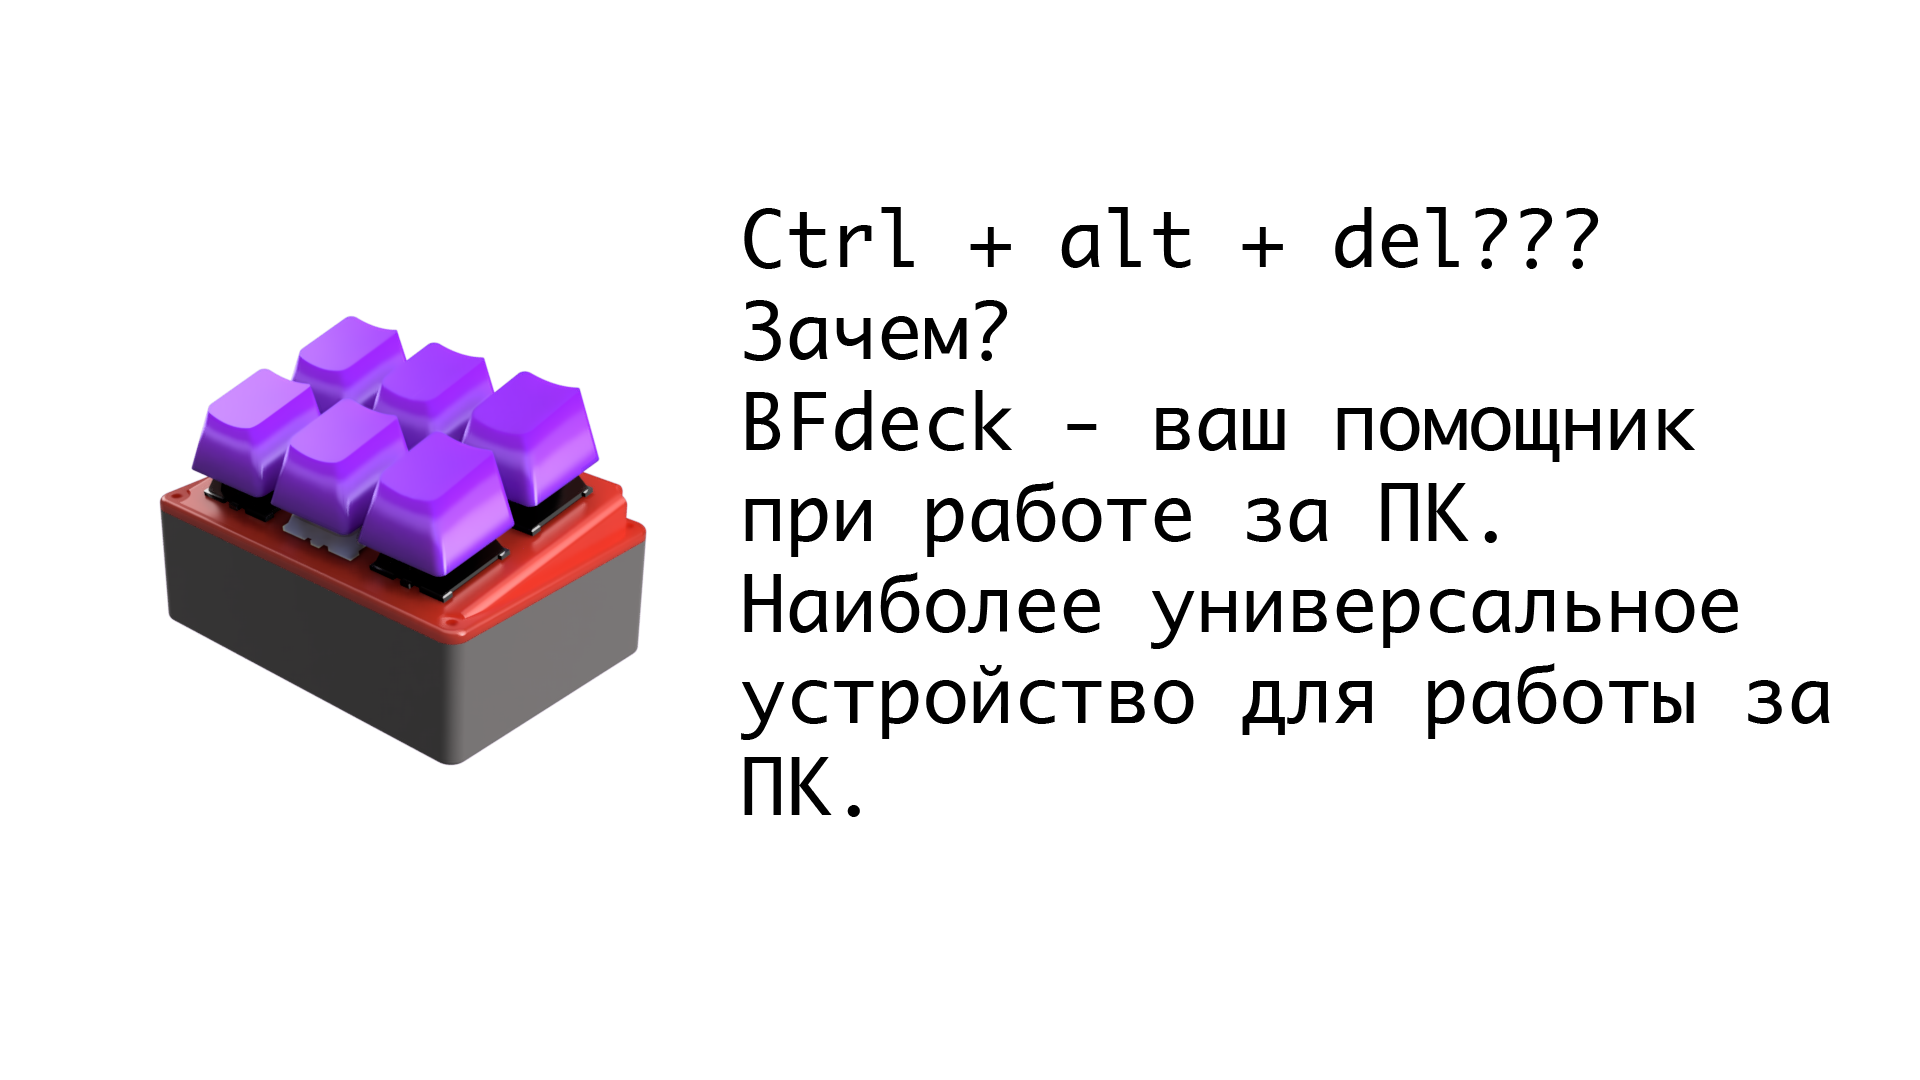 Ctrl + alt + del???
Зачем?
BFdeck - ваш помощник
при работе за ПК.
Наиболее универсальное
устройство для работы за
ПК.